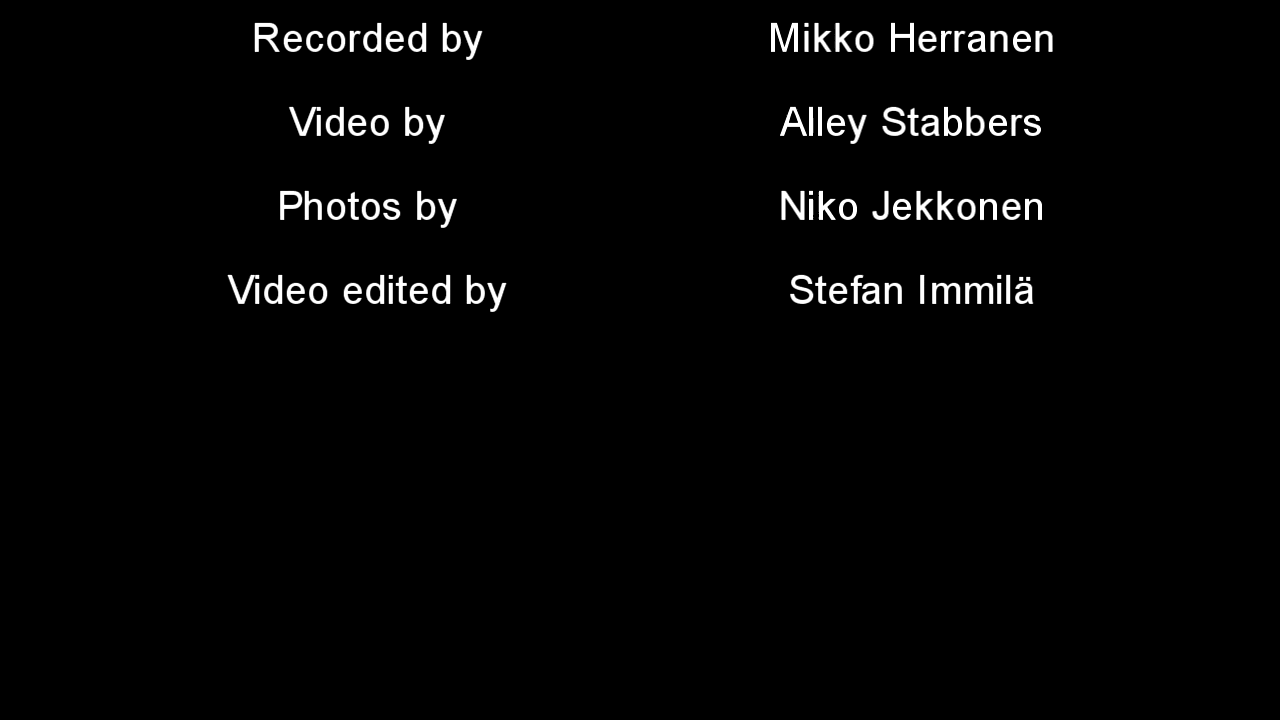 Recorded by Mikko Herranen
Video by Alley Stabbers
Photos by Niko Jekkonen
Video edited by Stefan Immilä